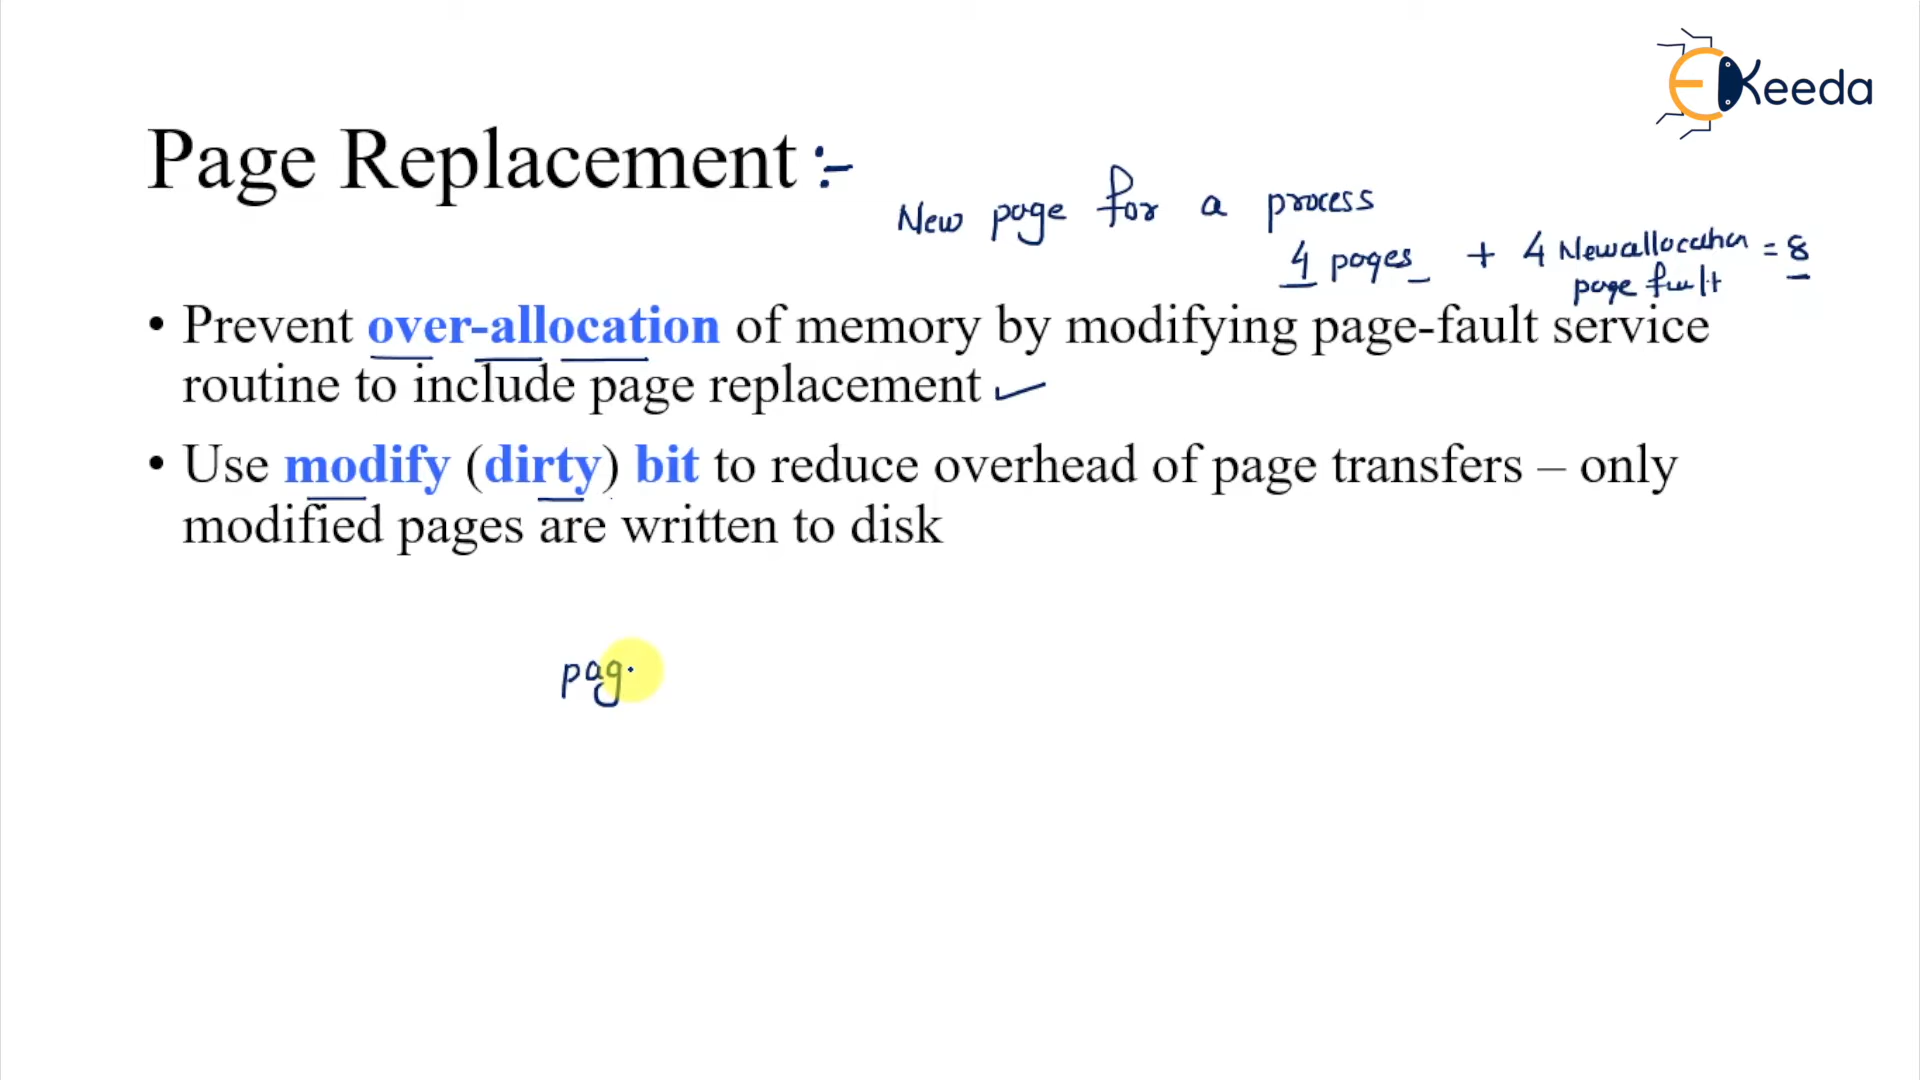 EKeeda
Page Replacement :-
New page for a process
4 pages + 4 New allocation = 8
page fault
• Prevent over-allocation of memory by modifying page-fault service
routine to include page replacement ✓
• Use modify (dirty) bit to reduce overhead of page transfers – only
modified pages are written to disk
pag